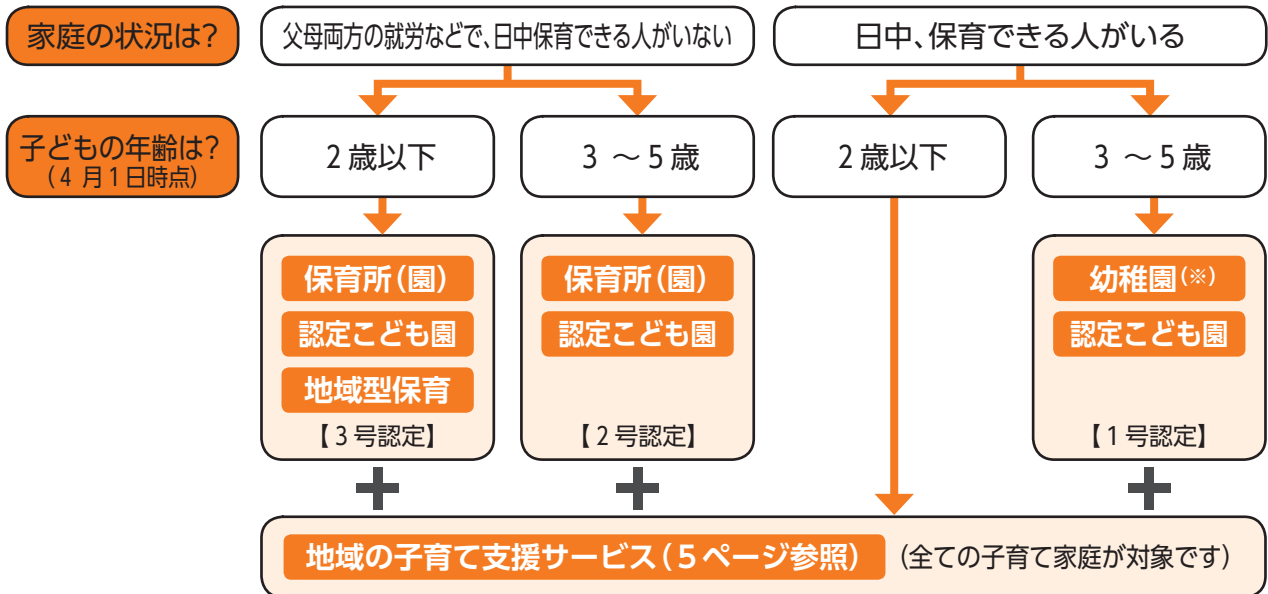 家庭の状況は?
父母両方の就労などで、日中保育できる人がいない
日中、保育できる人がいる
子どもの年齢は?
(4月1日時点)
2歳以下
3~5歳
2歳以下
3~5歳
保育所(園)
認定こども園
地域型保育
【3号認定】
保育所(園)
認定こども園
【2号認定】
幼稚園(※)
認定こども園
【1号認定】
地域の子育て支援サービス(5ページ参照) (全ての子育て家庭が対象です)